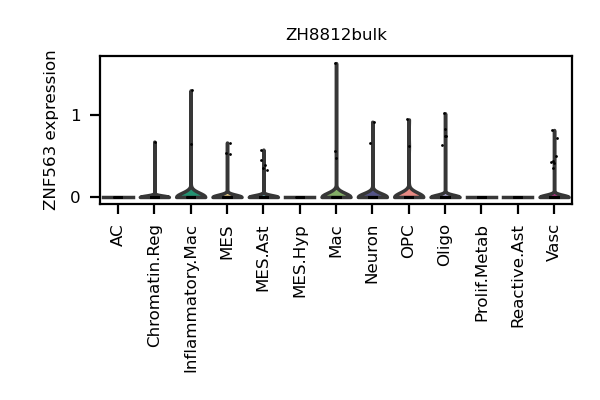 ZH8812bulk
ZNF563 expression
1
0
AC
Chromatin.Reg
Inflammatory.Mac
MES
MES.Ast
MES.Hyp
Mac
Neuron
OPC
Oligo
Prolif.Metab
Reactive.Ast
Vasc